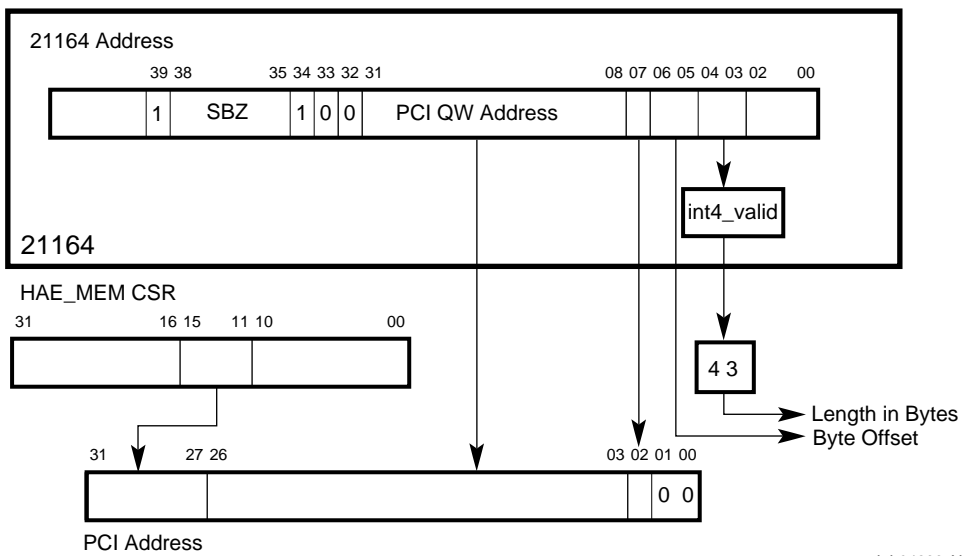 21164 Address
39 38 35 34 33 32 31 08 07 06 05 04 03 02 00
1 SBZ 1 0 0 PCI QW Address
int4_valid
21164
HAE_MEM CSR
31 16 15 11 10 00
4 3
Length in Bytes
Byte Offset
31 27 26 03 02 01 00
0 0
PCI Address